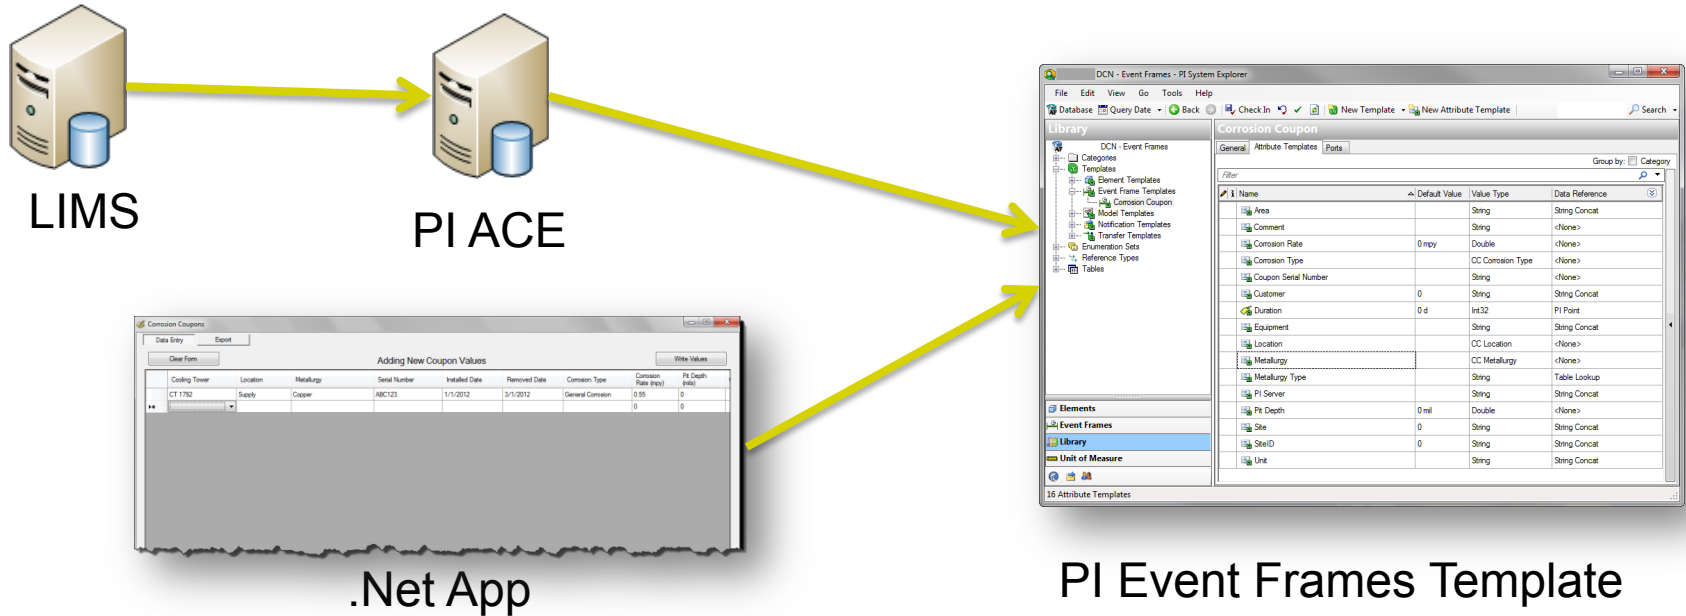 LIMS
PI ACE
Corrosion Coupons
Data Entry Export
Clear Form Adding New Coupon Values Write Values
Cooling Tower Location Metallurgy Serial Number Installed Date Removed Date Corrosion Type Corrosion Rate (mpy) Pit Depth (mils)
CT 1792 Supply Copper ABC123 1/1/2012 3/1/2012 General Corrosion 0.55 0
0 0
.Net App
DCN - Event Frames - PI System Explorer
File Edit View Go Tools Help
Database Query Date Back Check In New Template New Attribute Template Search
Library
DCN - Event Frames
Categories
Templates
Element Templates
Event Frame Templates
Corrosion Coupon
Model Templates
Notification Templates
Transfer Templates
Enumeration Sets
Reference Types
Tables
Elements
Event Frames
Library
Unit of Measure
Corrosion Coupon
General Attribute Templates Ports
Group by: Category
Filter
Name Default Value Value Type Data Reference
Area String String Concat
Comment String <None>
Corrosion Rate 0 mpy Double <None>
Corrosion Type CC Corrosion Type <None>
Coupon Serial Number String <None>
Customer 0 String String Concat
Duration 0 d Int32 PI Point
Equipment String String Concat
Location CC Location <None>
Metallurgy CC Metallurgy <None>
Metallurgy Type String Table Lookup
PI Server String String Concat
Pit Depth 0 mil Double <None>
Site 0 String String Concat
SiteID 0 String String Concat
Unit String String Concat
16 Attribute Templates
PI Event Frames Template